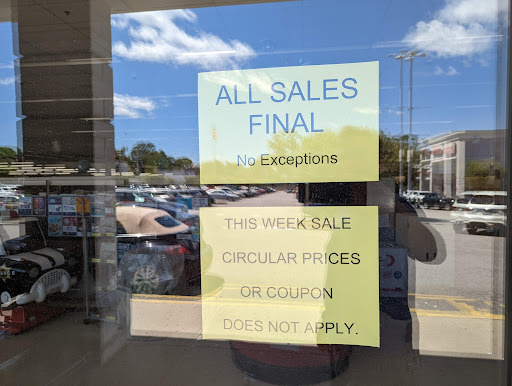 ALL SALES
FINAL
No Exceptions
THIS WEEK SALE
CIRCULAR PRICES
OR COUPON
DOES NOT APPLY.